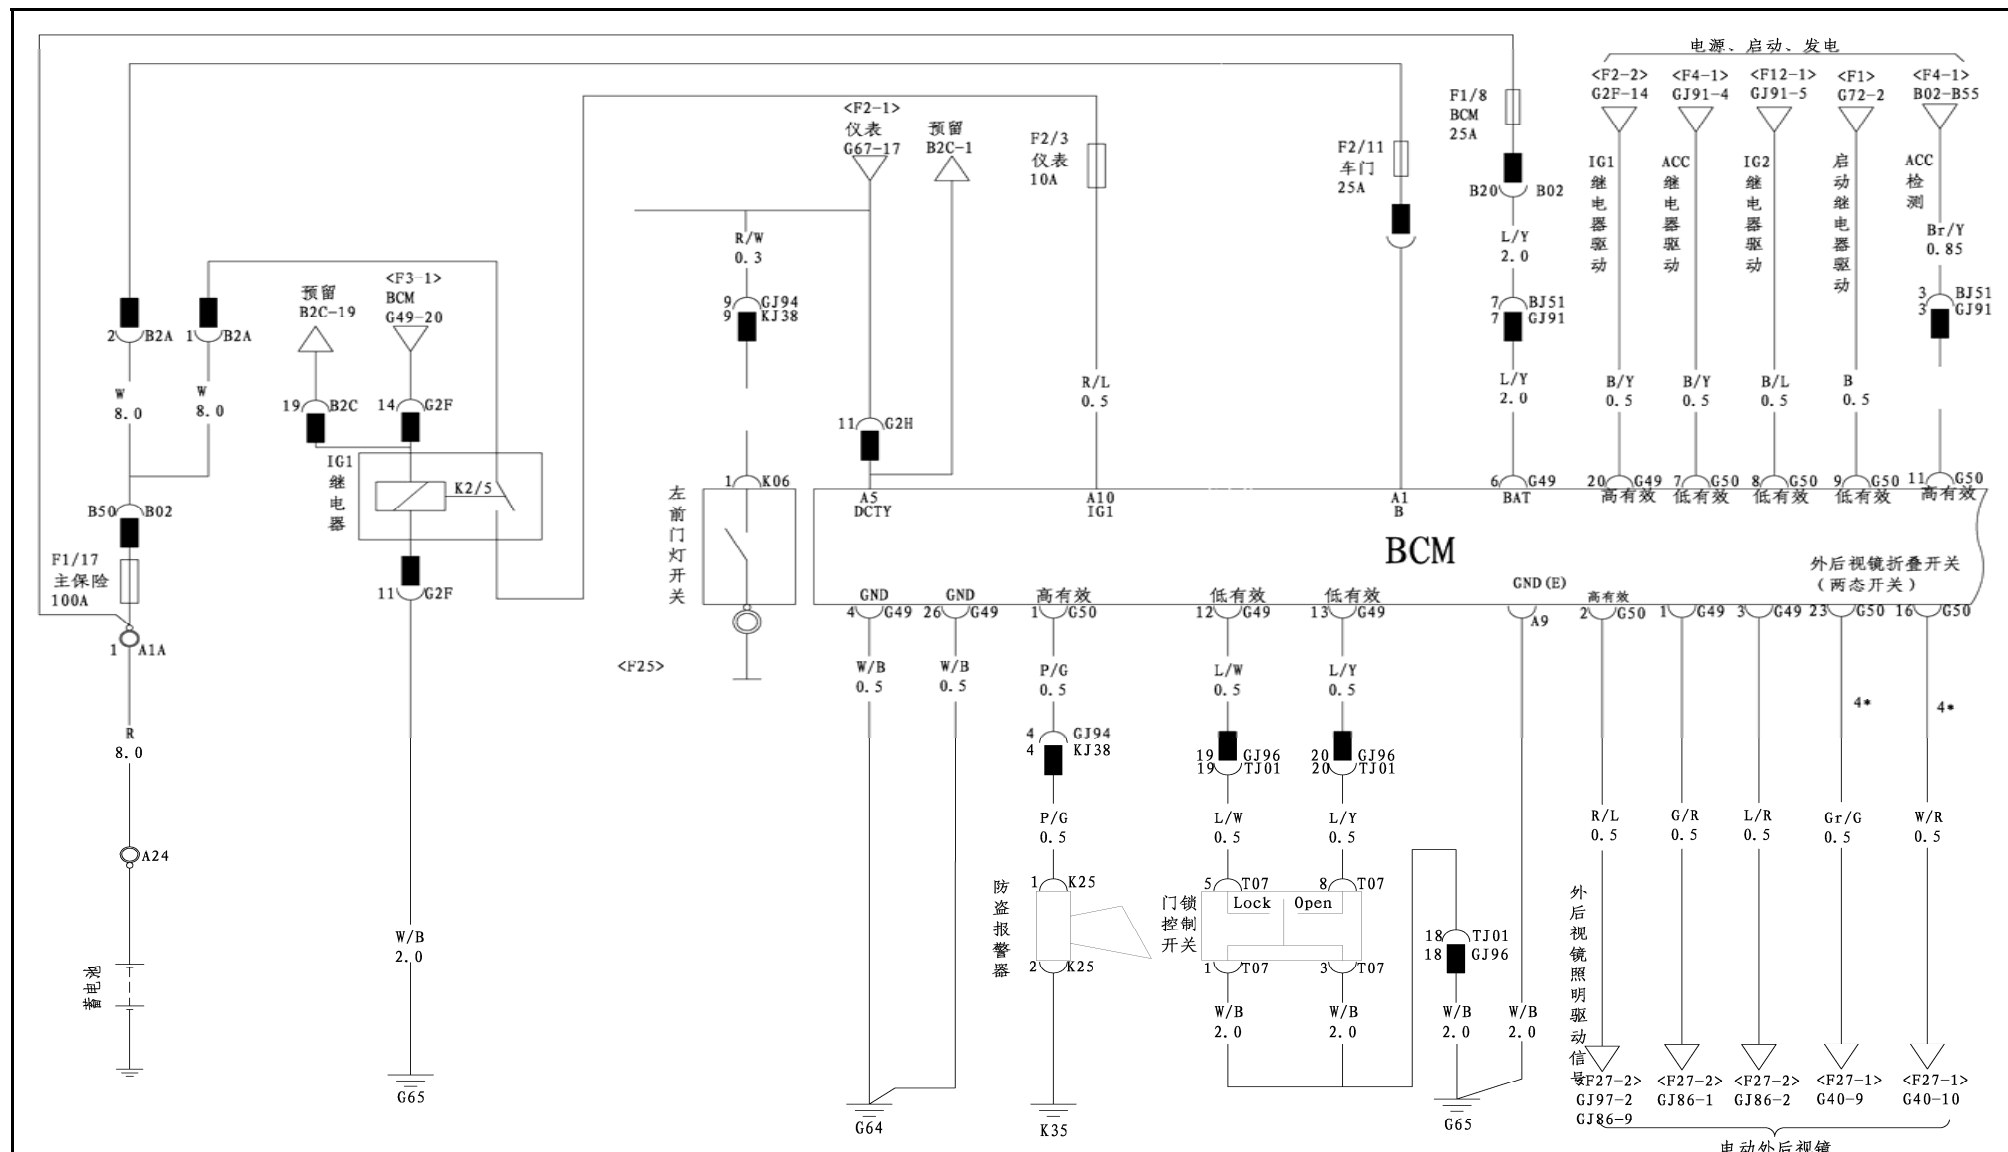 电源、启动、发电
<F2-2>
G2F-14
<F4-1>
GJ91-4
<F12-1>
GJ91-5
<F1>
G72-2
<F4-1>
B02-B55
F1/8
BCM
25A
<F2-1>
仪表
G67-17
预留
B2C-1
F2/3
仪表
10A
F2/11
车门
25A
B20 B02
IG1继电器驱动
ACC继电器驱动
IG2继电器驱动
启动继电器驱动
ACC检测
Br/Y
0.85
R/W
0.3
L/Y
2.0
<F3-1>
BCM
G49-20
预留
B2C-19
9 GJ94
9 KJ38
7 BJ51
7 GJ91
3 BJ51
3 GJ91
2 B2A
1 B2A
W
8.0
W
8.0
R/L
0.5
L/Y
2.0
B/Y
0.5
B/Y
0.5
B/L
0.5
B
0.5
19 B2C
14 G2F
11 G2H
IG1继电器
K2/5
左前门灯开关
1 K06
6 G49
20 G49
7 G50
8 G50
9 G50
11 G50
A5
DCTY
A10
IG1
A1
B
BAT
高有效
低有效
低有效
低有效
高有效
B50 B02
F1/17
主保险
100A
BCM
外后视镜折叠开关
(两态开关)
11 G2F
GND
GND
高有效
低有效
低有效
GND(E)
高有效
4 G49
26 G49
1 G50
12 G49
13 G49
A9
2 G50
1 G49
3 G49
23 G50
16 G50
1 A1A
<F25>
W/B
0.5
W/B
0.5
P/G
0.5
L/W
0.5
L/Y
0.5
4*
4*
R
8.0
4 GJ94
4 KJ38
19 GJ96
19 TJ01
20 GJ96
20 TJ01
P/G
0.5
L/W
0.5
L/Y
0.5
R/L
0.5
G/R
0.5
L/R
0.5
Gr/G
0.5
W/R
0.5
A24
防盗报警器
1 K25
2 K25
门锁
控制
开关
5 T07
8 T07
Lock
Open
1 T07
3 T07
18 TJ01
18 GJ96
外后视镜照明驱动信号
W/B
2.0
蓄电池
W/B
2.0
W/B
2.0
W/B
2.0
W/B
2.0
G65
G64
K35
G65
<F27-2>
GJ97-2
GJ86-9
<F27-2>
GJ86-1
<F27-2>
GJ86-2
<F27-1>
G40-9
<F27-1>
G40-10
电动外后视镜